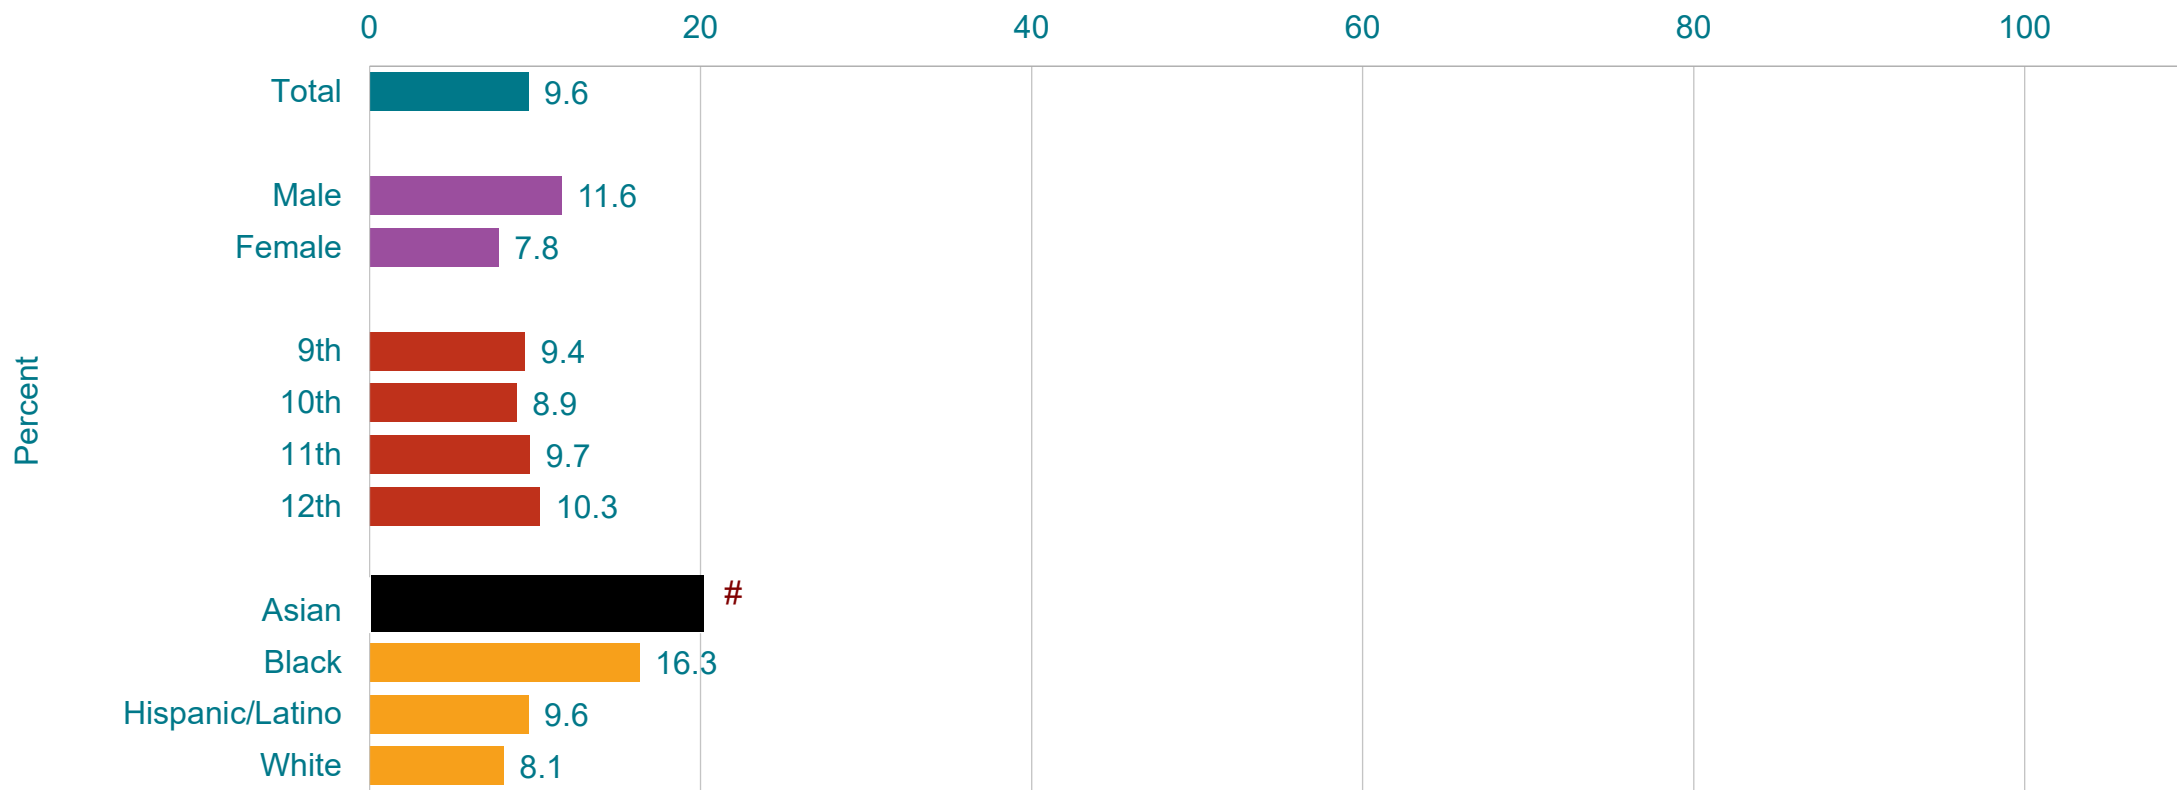 0 20 40 60 80 100
Percent
Total 9.6
Male 11.6
Female 7.8
9th 9.4
10th 8.9
11th 9.7
12th 10.3
Asian #
Black 16.3
Hispanic/Latino 9.6
White 8.1